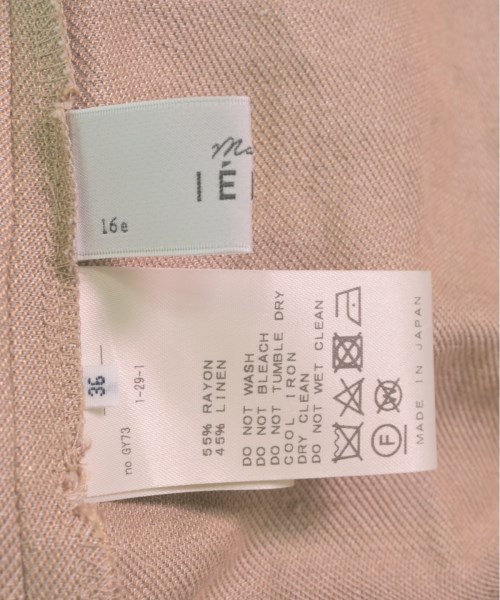 16e
36
no GY73
1-29-1
55% RAYON
45% LINEN
DO NOT WASH
DO NOT BLEACH
DO NOT TUMBLE DRY
COOL IRON
DRY CLEAN
DO NOT WET CLEAN
F
W
MADE IN JAPAN